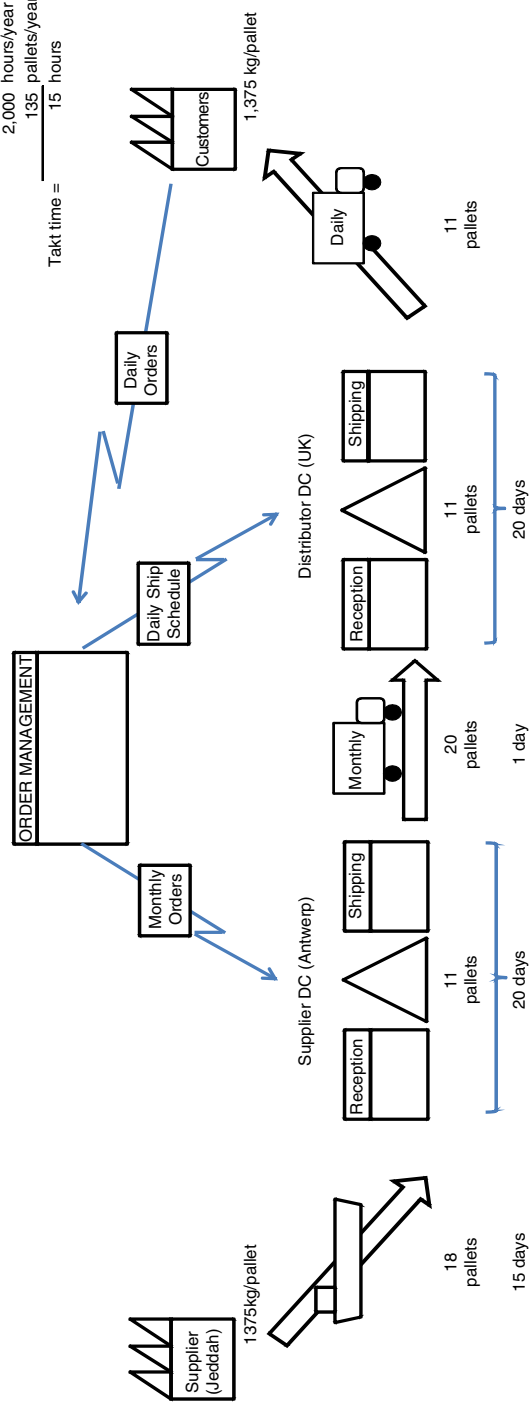 2,000 hours/year
135 pallets/year
Takt time =
15 hours
ORDER MANAGEMENT
Monthly
Orders
Daily Ship
Schedule
Daily
Orders
Supplier
(Jeddah)
1375kg/pallet
Customers
1,375 kg/pallet
Supplier DC (Antwerp)
Distributor DC (UK)
Reception
Shipping
Monthly
Reception
Shipping
Daily
18
pallets
11
pallets
20
pallets
11
pallets
11
pallets
15 days
20 days
1 day
20 days